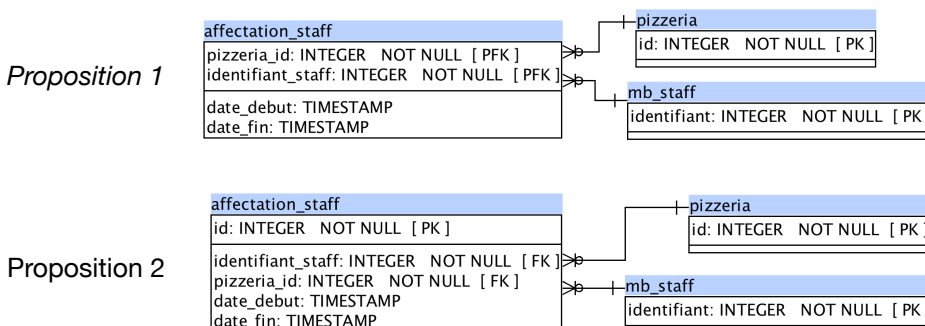 Proposition 1
affectation_staff
pizzeria_id: INTEGER NOT NULL [ PFK ]
identifiant_staff: INTEGER NOT NULL [ PFK ]
date_debut: TIMESTAMP
date_fin: TIMESTAMP
pizzeria
id: INTEGER NOT NULL [ PK ]
mb_staff
identifiant: INTEGER NOT NULL [ PK
Proposition 2
affectation_staff
id: INTEGER NOT NULL [ PK ]
identifiant_staff: INTEGER NOT NULL [ FK ]
pizzeria_id: INTEGER NOT NULL [ FK ]
date_debut: TIMESTAMP
date_fin: TIMESTAMP
pizzeria
id: INTEGER NOT NULL [ PK ]
mb_staff
identifiant: INTEGER NOT NULL [ PK